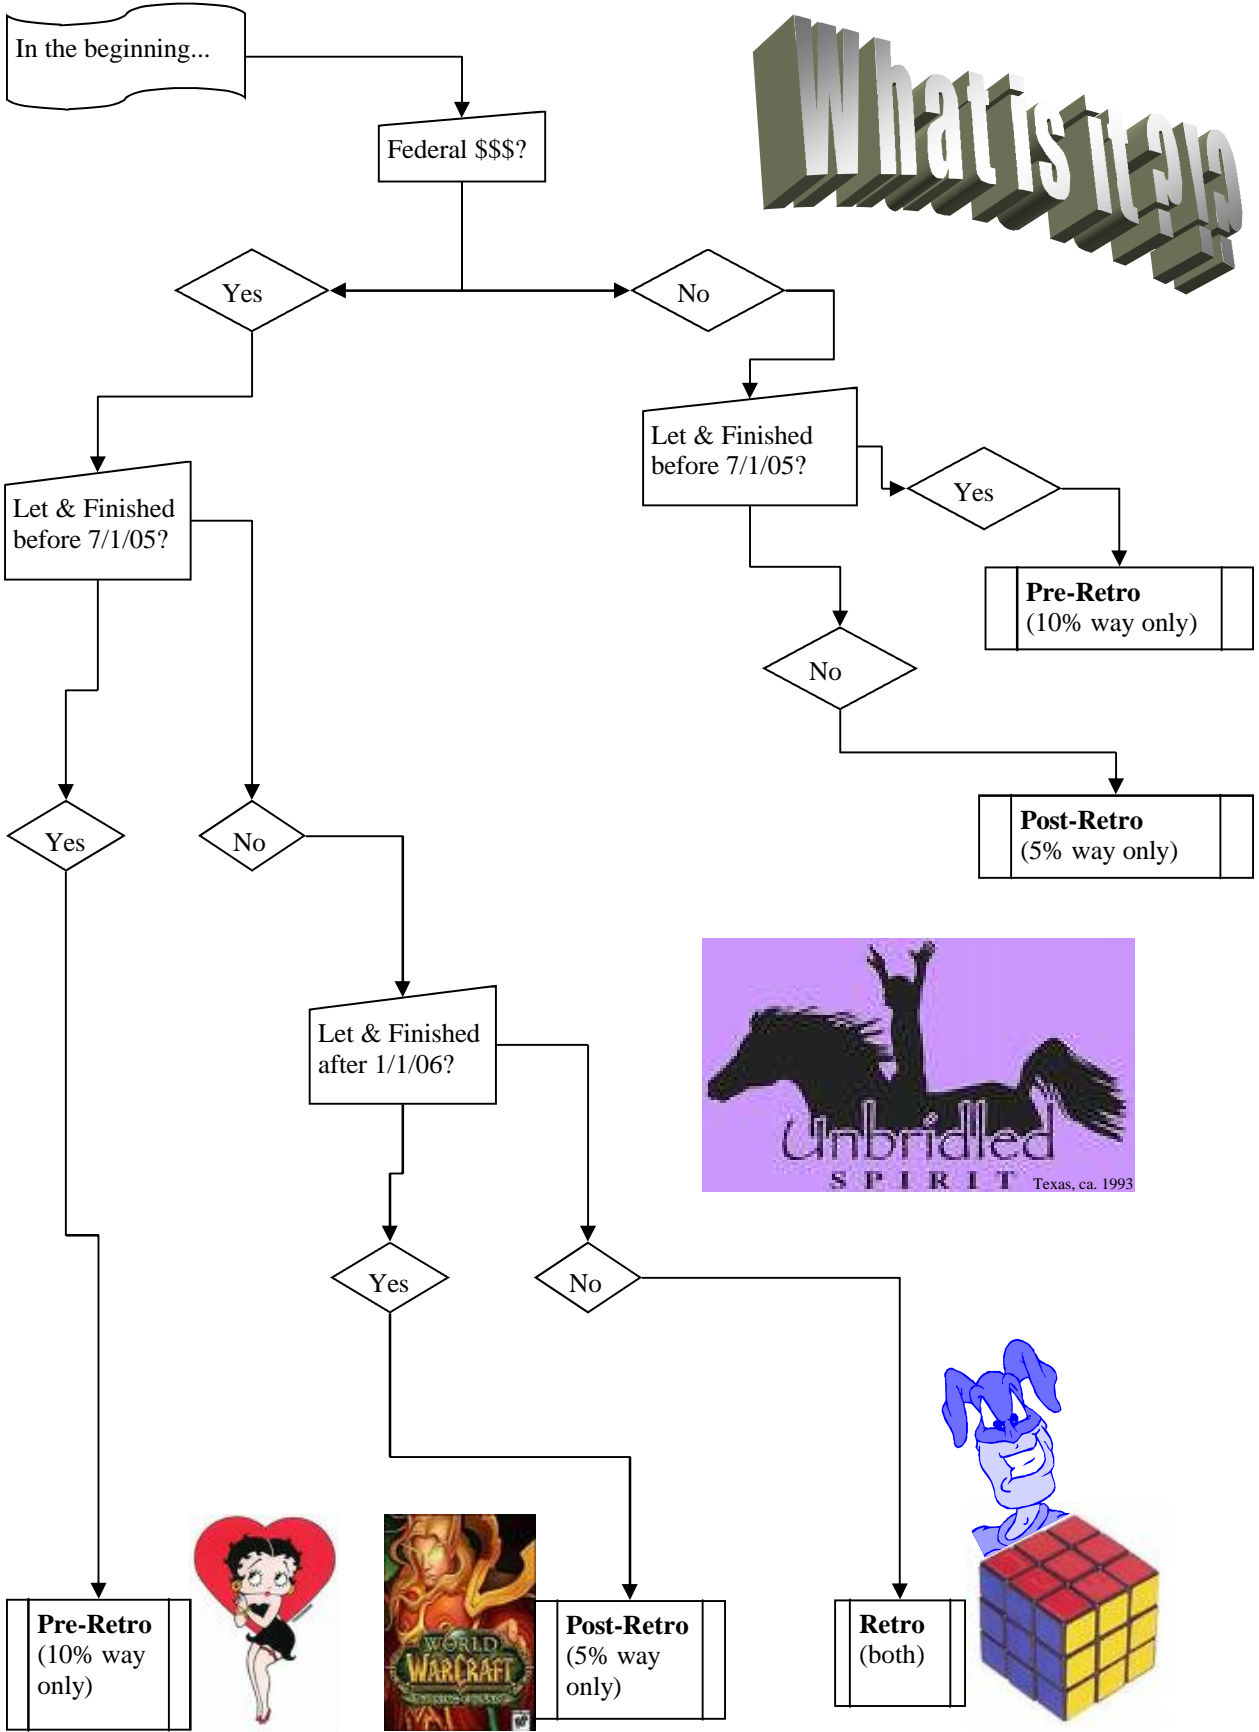 In the beginning...
What is it???
Federal $$$?
Yes
No
Let & Finished
before 7/1/05?
Yes
Let & Finished
before 7/1/05?
Pre-Retro
(10% way only)
No
Post-Retro
(5% way only)
Yes
No
Let & Finished
after 1/1/06?
Unbridled
SPIRIT
Texas, ca. 1993
Yes
No
Pre-Retro
(10% way
only)
WORLD
WARCRAFT
Post-Retro
(5% way
only)
Retro
(both)